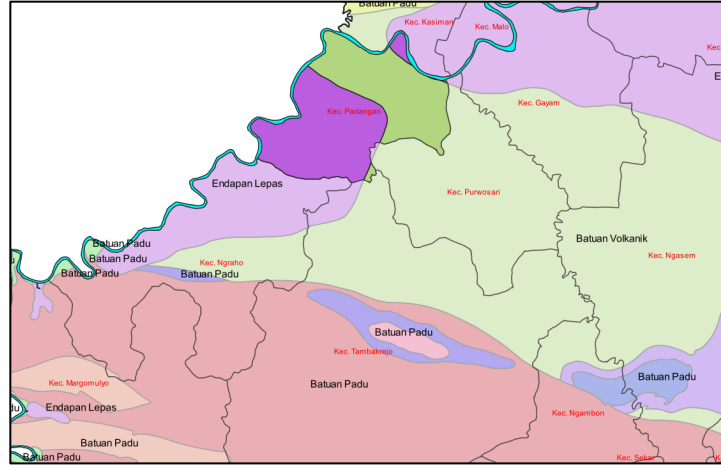 Batuan Padu
Kec. Kasiman
Kec. Malo
Kec
E
Kec. Padangan
Kec. Gayam
Endapan Lepas
Kec. Purwosari
Batuan Padu
Batuan Volkanik
Batuan Padu
Kec. Ngraho
Kec. Ngasem
Batuan Padu
Batuan Padu
u
Batuan Padu
Kec. Tambakrejo
Batuan Padu
Kec. Margomulyo
Batuan Padu
du
Endapan Lepas
Kec. Ngambon
Batuan Padu
Batuan Padu
Kec. Sekar
K